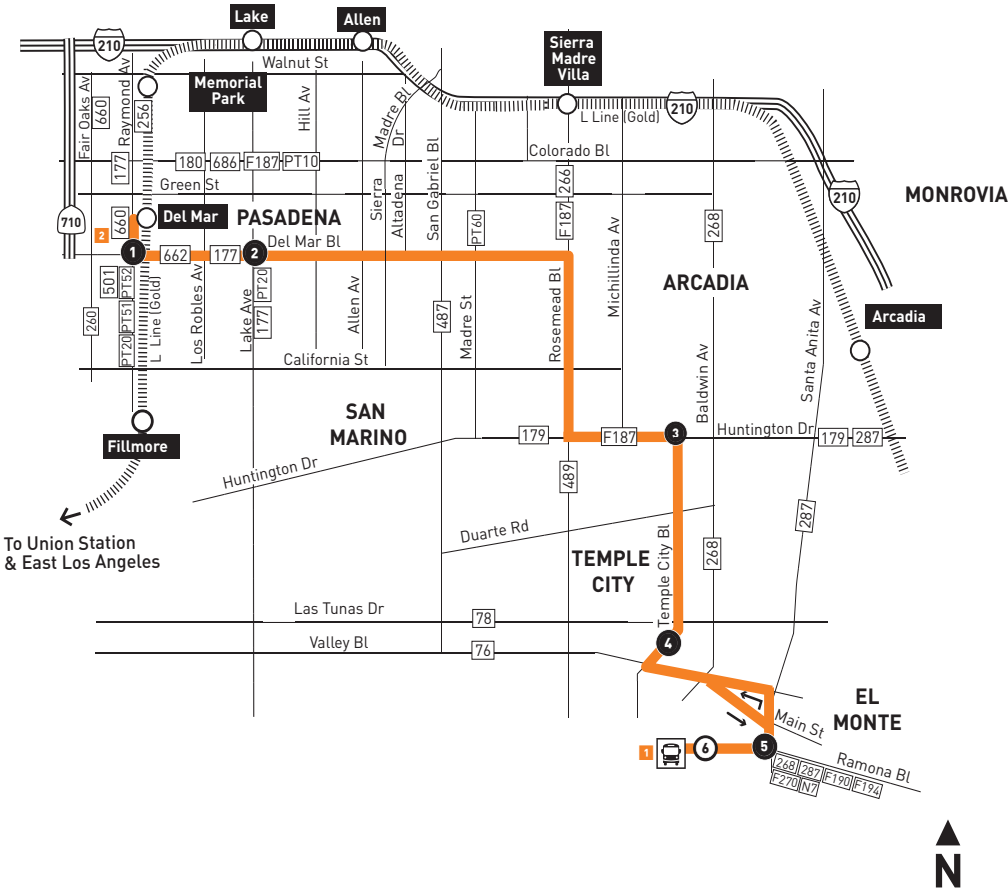 Lake
Allen
210
Sierra
Madre
Villa
Walnut St
Memorial
Park
Fair Oaks Av
660
Raymond Av
256
Hill Av
Madre Bl
Sierra
Altadena
Dr
San Gabriel Bl
L Line (Gold)
210
Colorado Bl
177
180
686
F187
PT10
266
Green St
210
MONROVIA
710
660
Del Mar
PASADENA
PT60
F187
268
2
1
662
177
2
Del Mar Bl
Michillinda Av
ARCADIA
501
PT52
PT51
PT20
L Line (Gold)
Los Robles Av
Lake Ave
PT20
177
Allen Av
487
Madre St
Rosemead Bl
260
Baldwin Av
Santa Anita Av
Arcadia
California St
SAN
MARINO
Fillmore
179
F187
3
Huntington Dr
179
287
Huntington Dr
489
To Union Station
& East Los Angeles
Duarte Rd
287
TEMPLE
CITY
Temple City Bl
268
Las Tunas Dr
78
Valley Bl
76
4
EL
MONTE
Main St
1
6
5
Ramona Bl
268
287
F190
F194
F270
N7
N